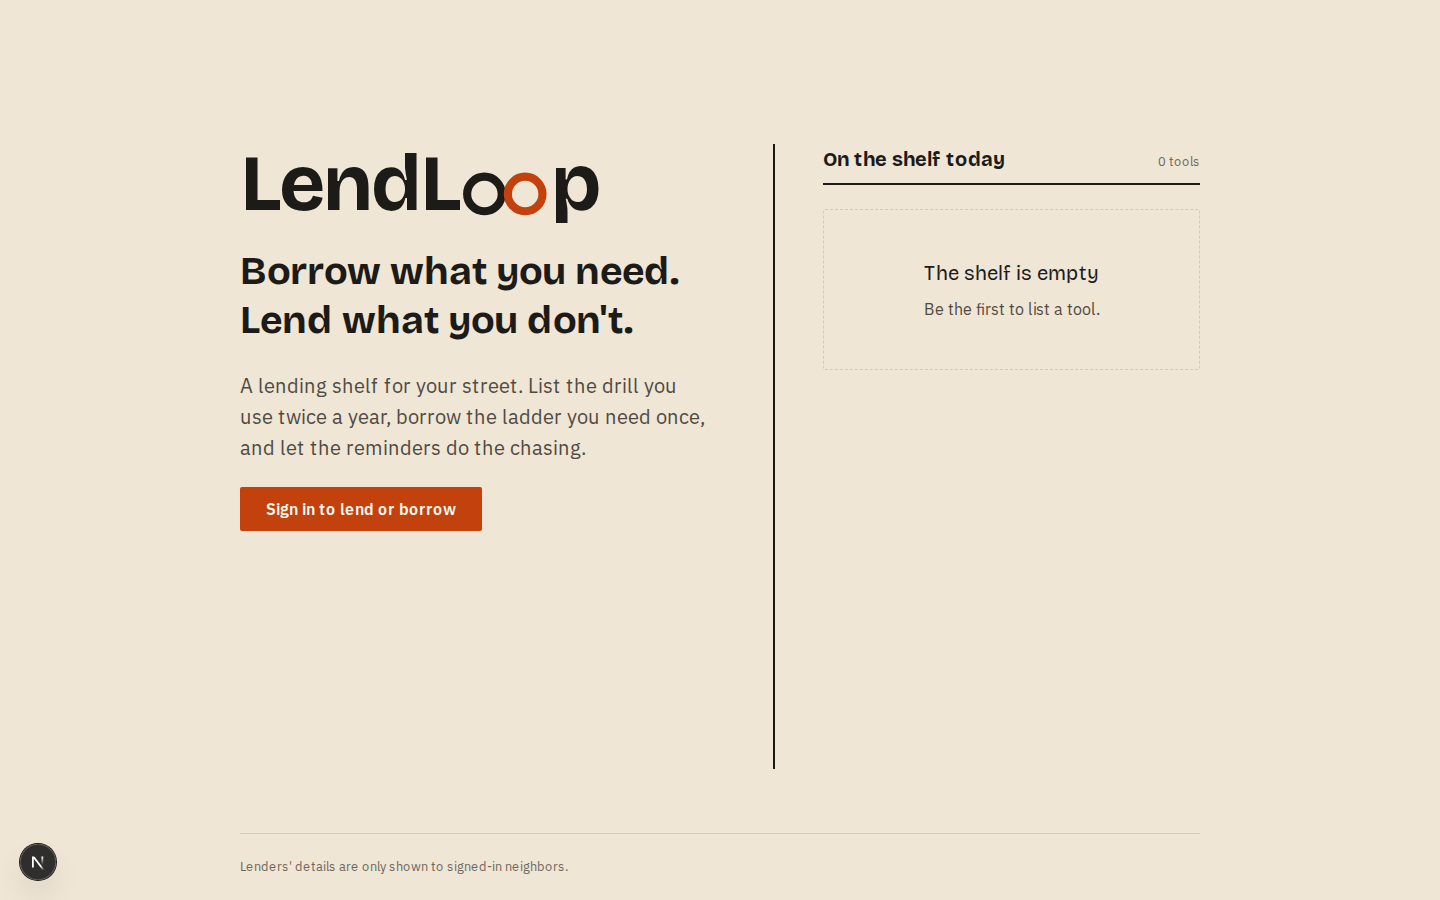 LendLoop
Borrow what you need.
Lend what you don't.
A lending shelf for your street. List the drill you
use twice a year, borrow the ladder you need once,
and let the reminders do the chasing.
Sign in to lend or borrow
On the shelf today
0 tools
The shelf is empty
Be the first to list a tool.
Lenders' details are only shown to signed-in neighbors.
N